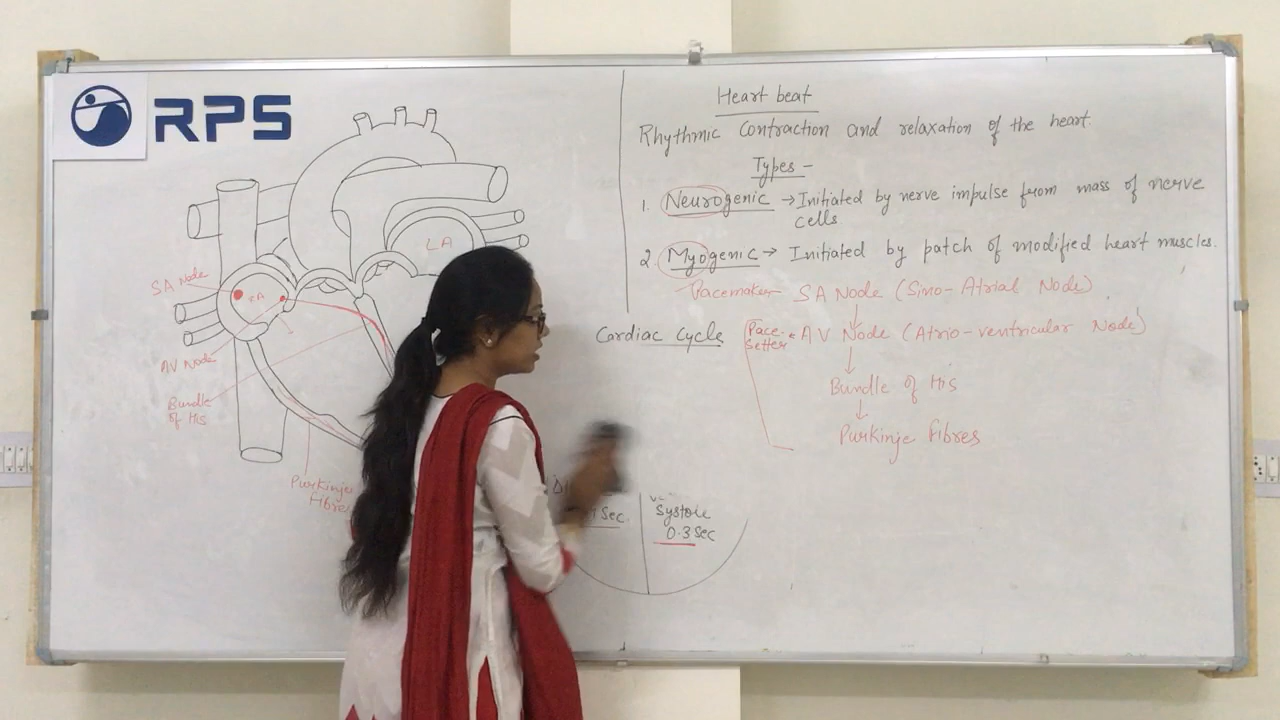 RPS
LA
SA Node
RA
AV Node
Bundle
of His
Purkinje
Fibres
Heart beat
Rhythmic Contraction and relaxation of the heart.
Types -
1. Neurogenic → Initiated by nerve impulse from mass of nerve
cells
2. Myogenic → Initiated by patch of modified heart muscles.
Pacemaker SA Node (Sino-Atrial Node)
Cardiac Cycle
Pace-
setter
AV Node (Atrio-ventricular Node)
Bundle of His
Purkinje Fibres
Sec.
Systole
0.3 Sec